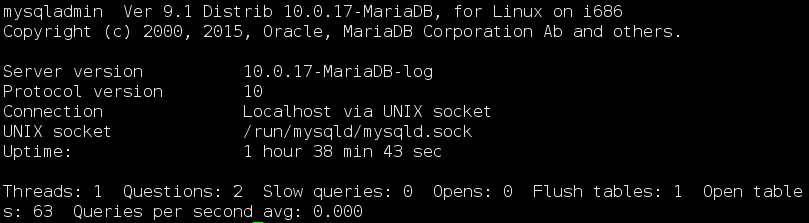 mysqladmin  Ver 9.1 Distrib 10.0.17-MariaDB, for Linux on i686
Copyright (c) 2000, 2015, Oracle, MariaDB Corporation Ab and others.

Server version          10.0.17-MariaDB-log
Protocol version        10
Connection              Localhost via UNIX socket
UNIX socket             /run/mysqld/mysqld.sock
Uptime:                 1 hour 38 min 43 sec

Threads: 1  Questions: 2  Slow queries: 0  Opens: 0  Flush tables: 1  Open table
s: 63  Queries per second avg: 0.000